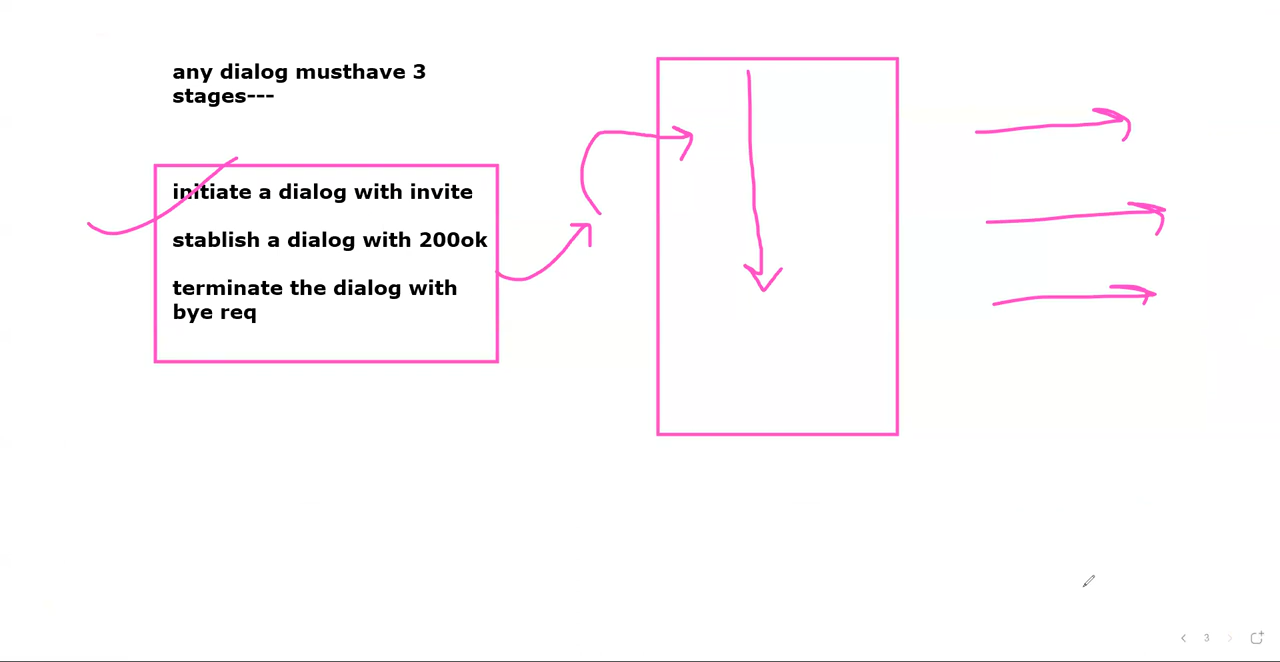 any dialog musthave 3
stages---
initiate a dialog with invite
stablish a dialog with 200ok
terminate the dialog with
bye req
3